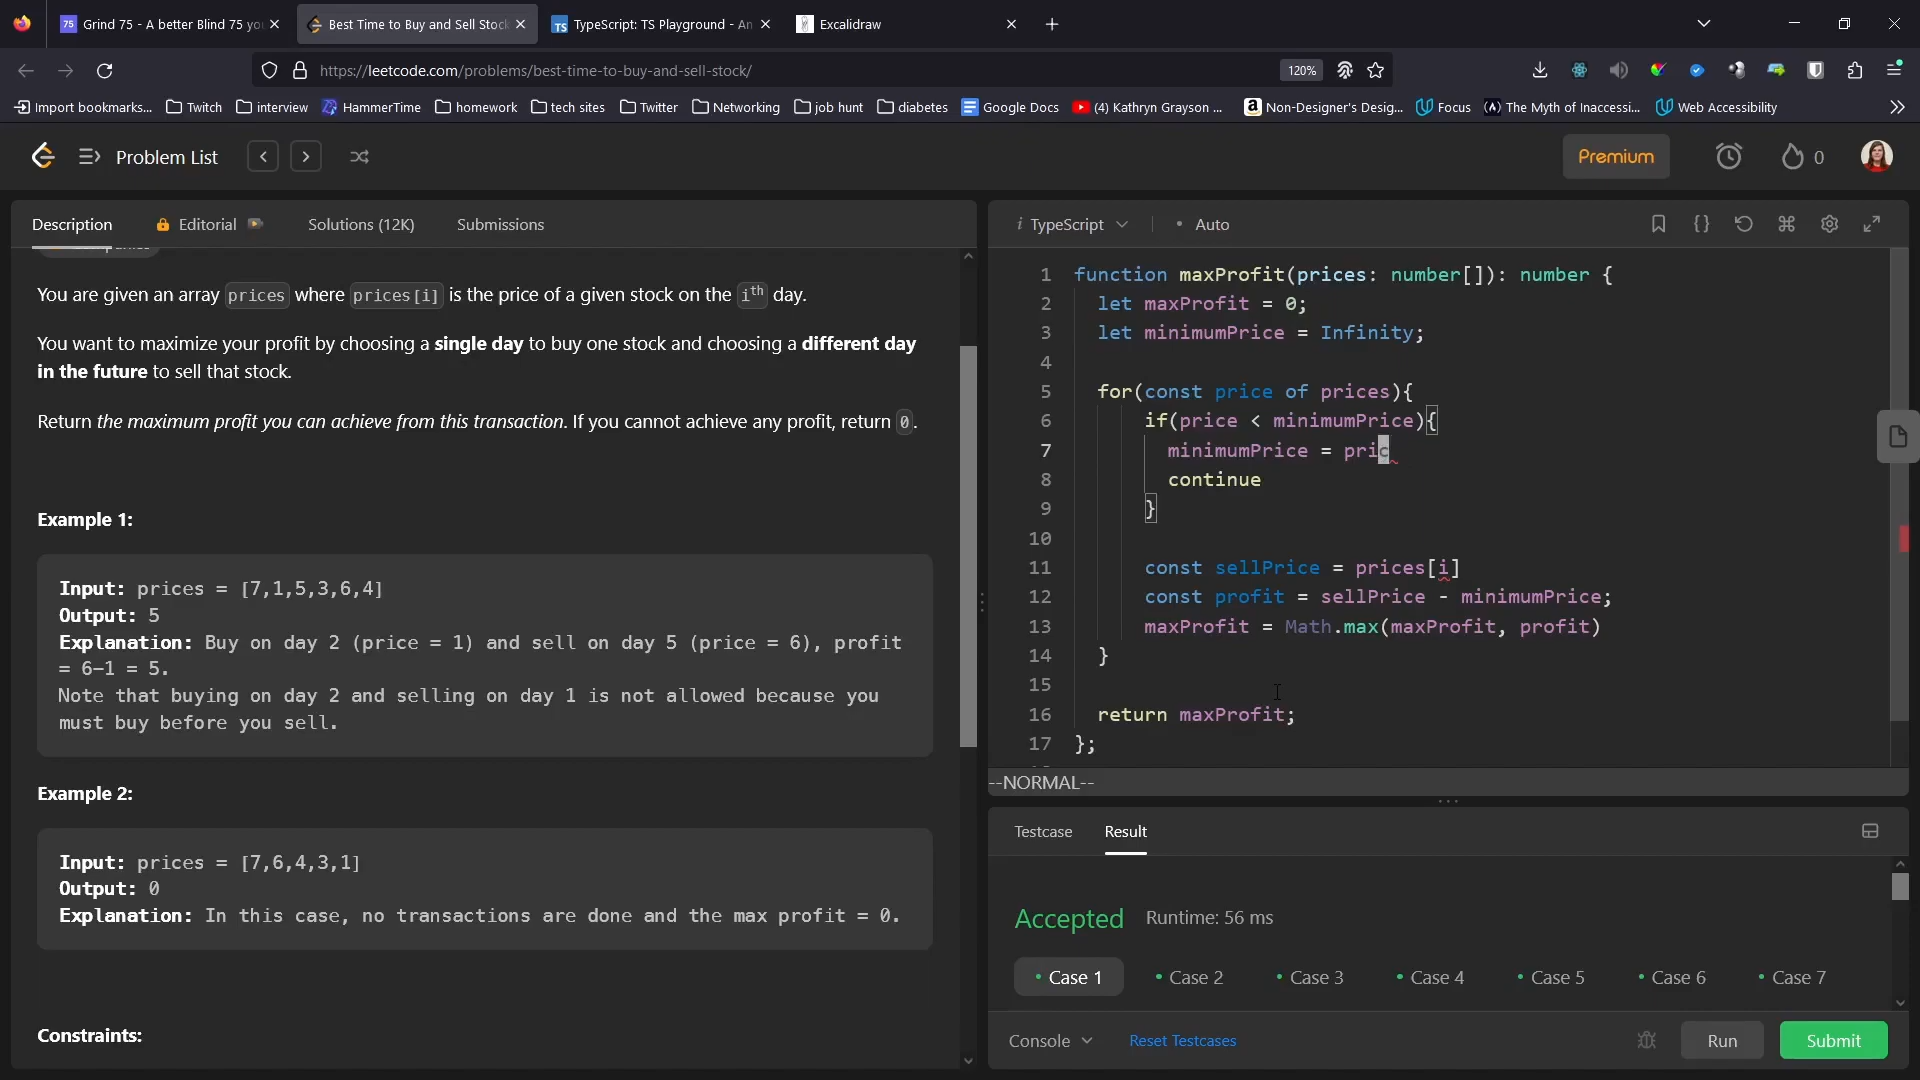 75 Grind 75 - A better Blind 75 yo
Best Time to Buy and Sell Stock
TS TypeScript: TS Playground - An
Excalidraw
https://leetcode.com/problems/best-time-to-buy-and-sell-stock/
120%
Import bookmarks...
Twitch
interview
HammerTime
homework
tech sites
Twitter
Networking
job hunt
diabetes
Google Docs
(4) Kathryn Grayson ...
Non-Designer's Desig...
Focus
The Myth of Inaccessi...
Web Accessibility
Problem List
Premium
0
Description
Editorial
Solutions (12K)
Submissions
You are given an array prices where prices[i] is the price of a given stock on the ith day.
You want to maximize your profit by choosing a single day to buy one stock and choosing a different day
in the future to sell that stock.
Return the maximum profit you can achieve from this transaction. If you cannot achieve any profit, return 0.
Example 1:
Input: prices = [7,1,5,3,6,4]
Output: 5
Explanation: Buy on day 2 (price = 1) and sell on day 5 (price = 6), profit
= 6-1 = 5.
Note that buying on day 2 and selling on day 1 is not allowed because you
must buy before you sell.
Example 2:
Input: prices = [7,6,4,3,1]
Output: 0
Explanation: In this case, no transactions are done and the max profit = 0.
Constraints:
i TypeScript
• Auto
1 function maxProfit(prices: number[]): number {
2 let maxProfit = 0;
3 let minimumPrice = Infinity;
4
5 for(const price of prices){
6 if(price < minimumPrice){
7 minimumPrice = pric
8 continue
9 }
10
11 const sellPrice = prices[i]
12 const profit = sellPrice - minimumPrice;
13 maxProfit = Math.max(maxProfit, profit)
14 }
15
16 return maxProfit;
17 };
--NORMAL--
Testcase
Result
Accepted Runtime: 56 ms
• Case 1 • Case 2 • Case 3 • Case 4 • Case 5 • Case 6 • Case 7
Console
Reset Testcases
Run
Submit